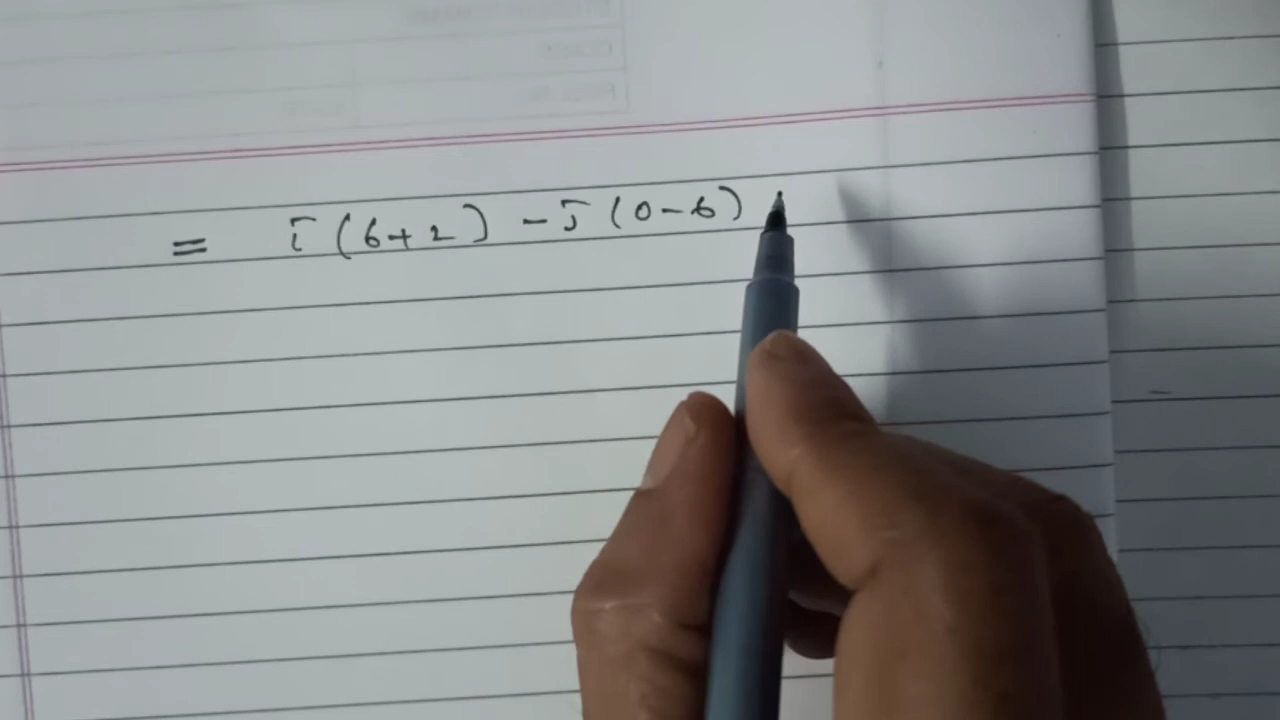 = i̅ (6+2) - j̅ (0-6)